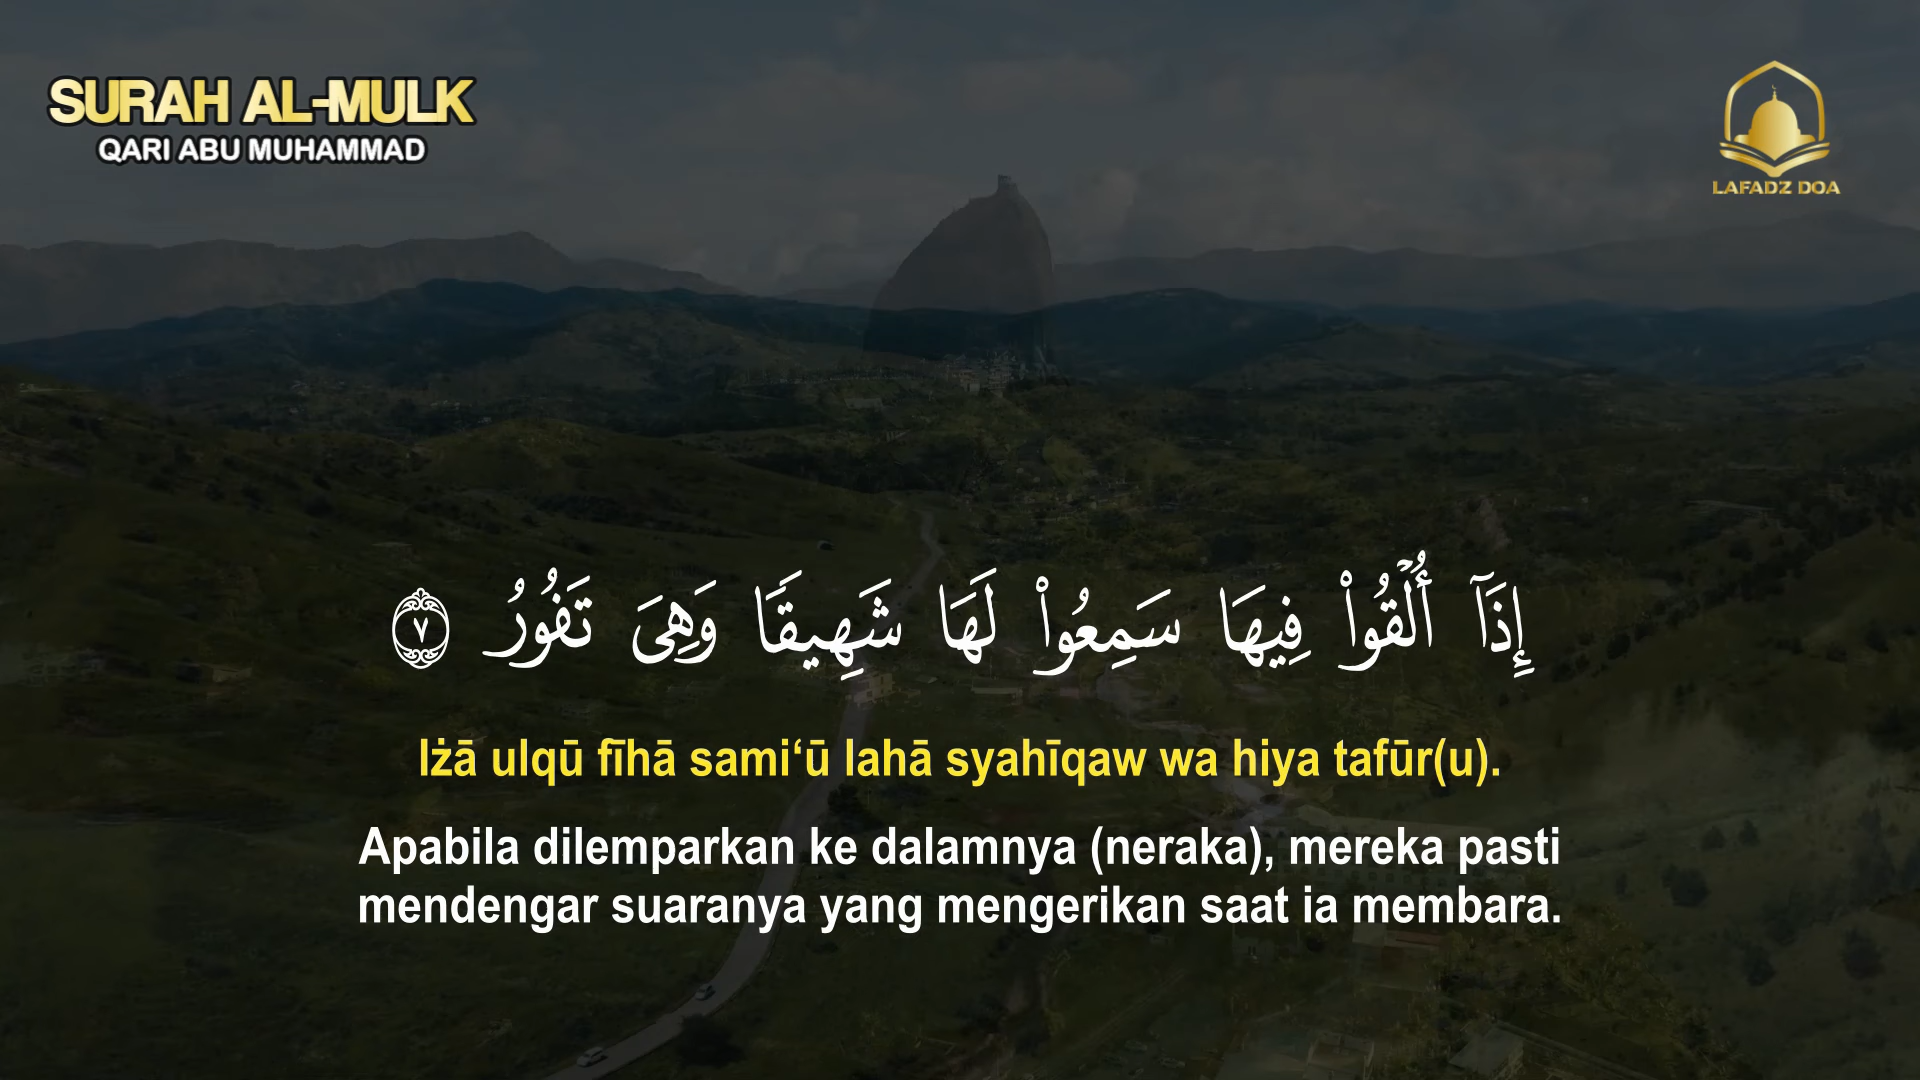 SURAH AL-MULK
QARI ABU MUHAMMAD
LAFADZ DOA
إِذَآ أُلْقُوا۟ فِيهَا سَمِعُوا۟ لَهَا شَهِيقًا وَهِىَ تَفُورُ ٧
Iżā ulqū fīhā sami‘ū lahā syahīqaw wa hiya tafūr(u).
Apabila dilemparkan ke dalamnya (neraka), mereka pasti
mendengar suaranya yang mengerikan saat ia membara.